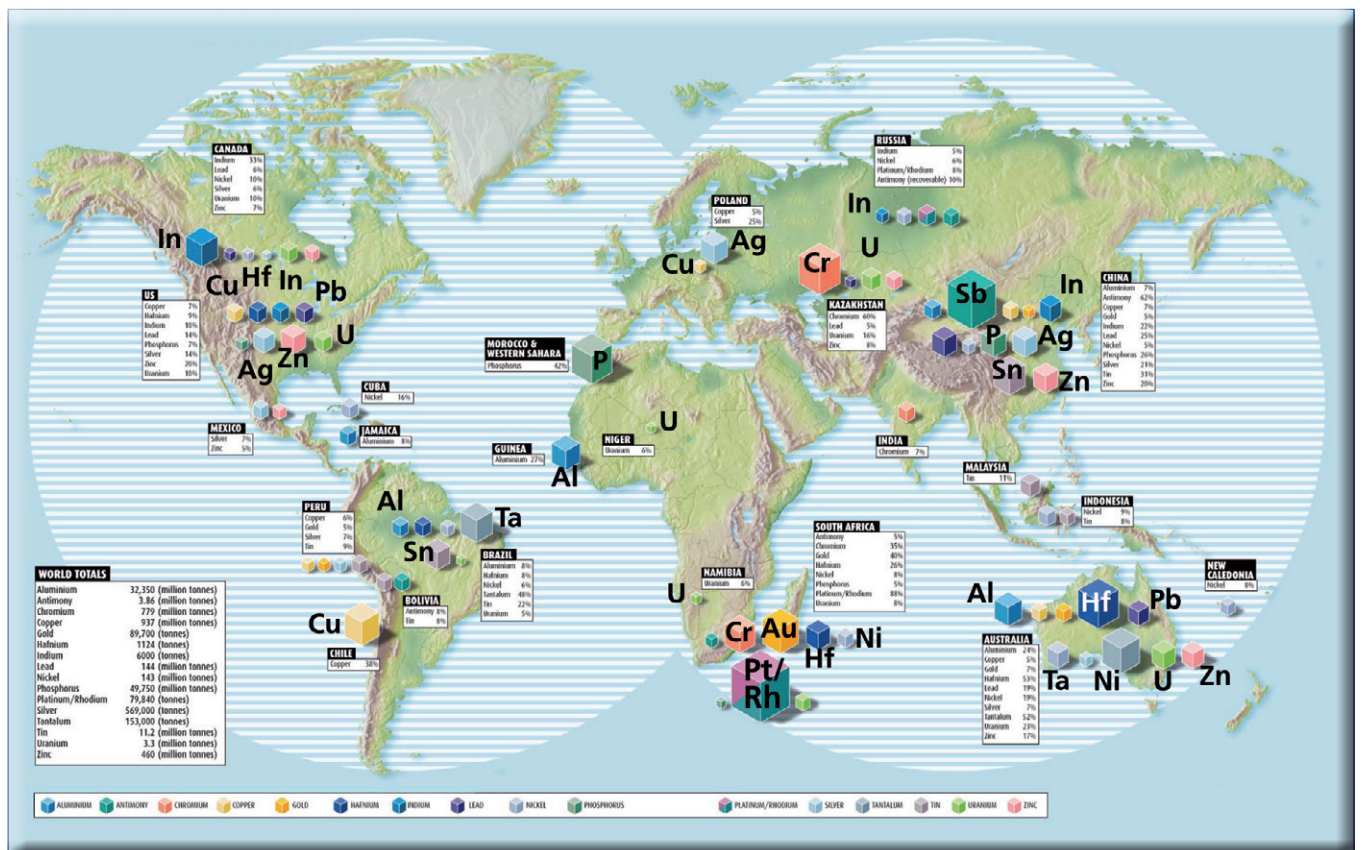 CANADA
Indium 33%
Lead 6%
Nickel 10%
Silver 6%
Uranium 10%
Zinc 7%
RUSSIA
Indium 5%
Nickel 6%
Platinum/Rhodium 8%
Antimony (recoverable) 10%
POLAND
Copper 5%
Silver 25%
In
Ag
Cu
In
Cu Hf In Pb
Cr
U
US
Copper 7%
Hafnium 9%
Indium 10%
Lead 14%
Phosphorus 7%
Silver 14%
Zinc 20%
Uranium 10%
Ag Zn U
KAZAKHSTAN
Chromium 60%
Lead 5%
Uranium 16%
Zinc 8%
Sb
In
P Ag
Sn
Zn
CHINA
Aluminium 7%
Antimony 62%
Copper 7%
Gold 5%
Indium 22%
Lead 25%
Nickel 5%
Phosphorus 26%
Silver 21%
Tin 31%
Zinc 20%
MOROCCO &
WESTERN SAHARA
Phosphorus 42%
P
CUBA
Nickel 16%
MEXICO
Silver 7%
Zinc 5%
JAMAICA
Aluminium 8%
GUINEA
Aluminium 27%
Al
NIGER
Uranium 6%
U
INDIA
Chromium 7%
MALAYSIA
Tin 11%
INDONESIA
Nickel 9%
Tin 8%
PERU
Copper 6%
Gold 5%
Silver 7%
Tin 9%
Al
Ta
Sn
BRAZIL
Aluminium 8%
Hafnium 8%
Nickel 6%
Tantalum 48%
Tin 22%
Uranium 5%
BOLIVIA
Antimony 8%
Tin 8%
Cu
CHILE
Copper 38%
NAMIBIA
Uranium 6%
U
SOUTH AFRICA
Antimony 5%
Chromium 35%
Gold 40%
Hafnium 26%
Nickel 8%
Phosphorus 5%
Platinum/Rhodium 88%
Uranium 8%
Cr Au Hf Ni
Pt/
Rh
NEW
CALEDONIA
Nickel 8%
Al Hf Pb
AUSTRALIA
Aluminium 24%
Copper 5%
Gold 7%
Hafnium 53%
Lead 19%
Nickel 19%
Silver 7%
Tantalum 52%
Uranium 23%
Zinc 17%
Ta Ni U Zn
WORLD TOTALS
Aluminium 32,350 (million tonnes)
Antimony 3.86 (million tonnes)
Chromium 779 (million tonnes)
Copper 937 (million tonnes)
Gold 89,700 (tonnes)
Hafnium 1124 (tonnes)
Indium 6000 (tonnes)
Lead 144 (million tonnes)
Nickel 143 (million tonnes)
Phosphorus 49,750 (million tonnes)
Platinum/Rhodium 79,840 (tonnes)
Silver 569,000 (tonnes)
Tantalum 153,000 (tonnes)
Tin 11.2 (million tonnes)
Uranium 3.3 (million tonnes)
Zinc 460 (million tonnes)
ALUMINIUM ANTIMONY CHROMIUM COPPER GOLD HAFNIUM INDIUM LEAD NICKEL PHOSPHORUS PLATINUM/RHODIUM SILVER TANTALUM TIN URANIUM ZINC